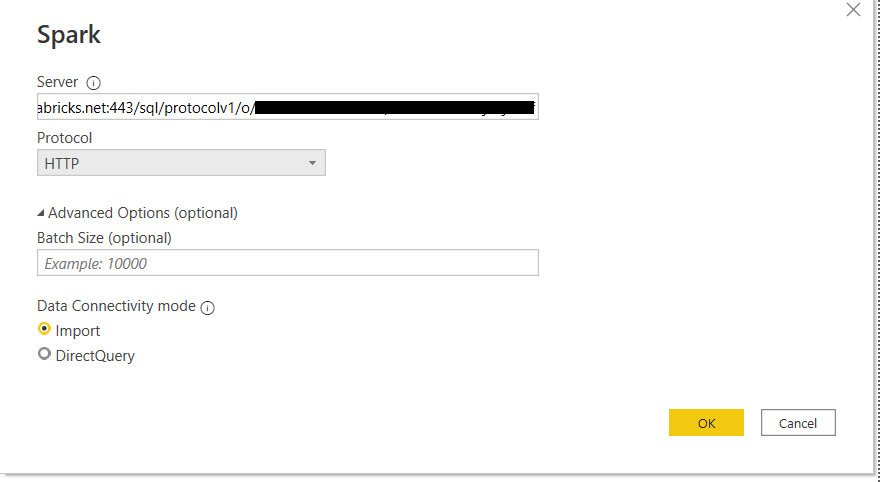 Spark
Server
abricks.net:443/sql/protocolv1/o/
Protocol
HTTP
Advanced Options (optional)
Batch Size (optional)
Example: 10000
Data Connectivity mode
Import
DirectQuery
OK Cancel